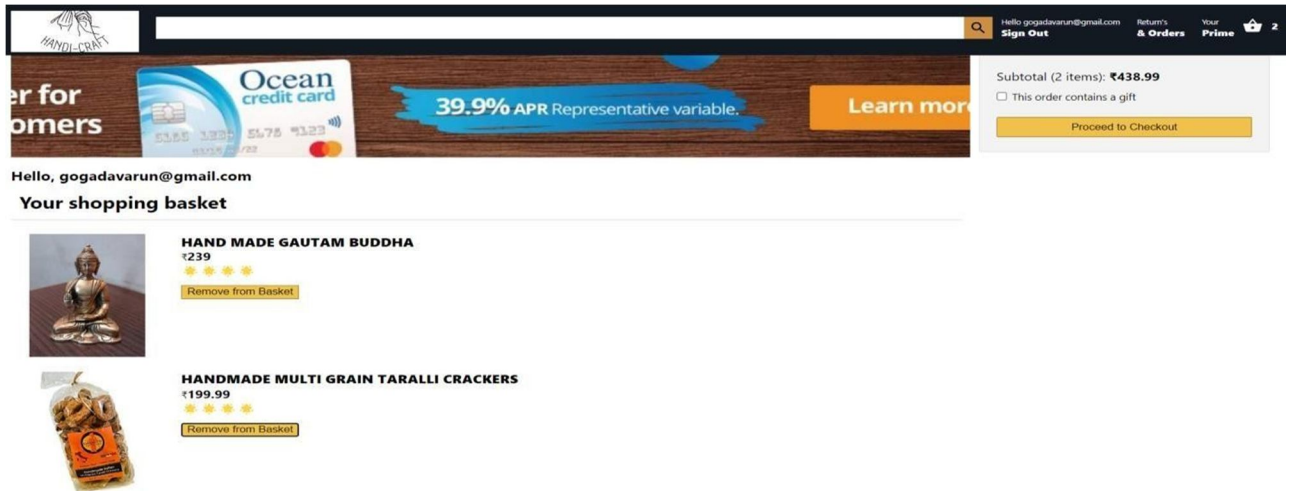 HANDI-CRAFT
Hello gogadavarun@gmail.com
Sign Out
Return's
& Orders
Your
Prime
2
er for
omers
Ocean
credit card
39.9% APR Representative variable.
Learn mor
Subtotal (2 items): ₹438.99
This order contains a gift
Proceed to Checkout
Hello, gogadavarun@gmail.com
Your shopping basket
HAND MADE GAUTAM BUDDHA
₹239
Remove from Basket
HANDMADE MULTI GRAIN TARALLI CRACKERS
₹199.99
Remove from Basket